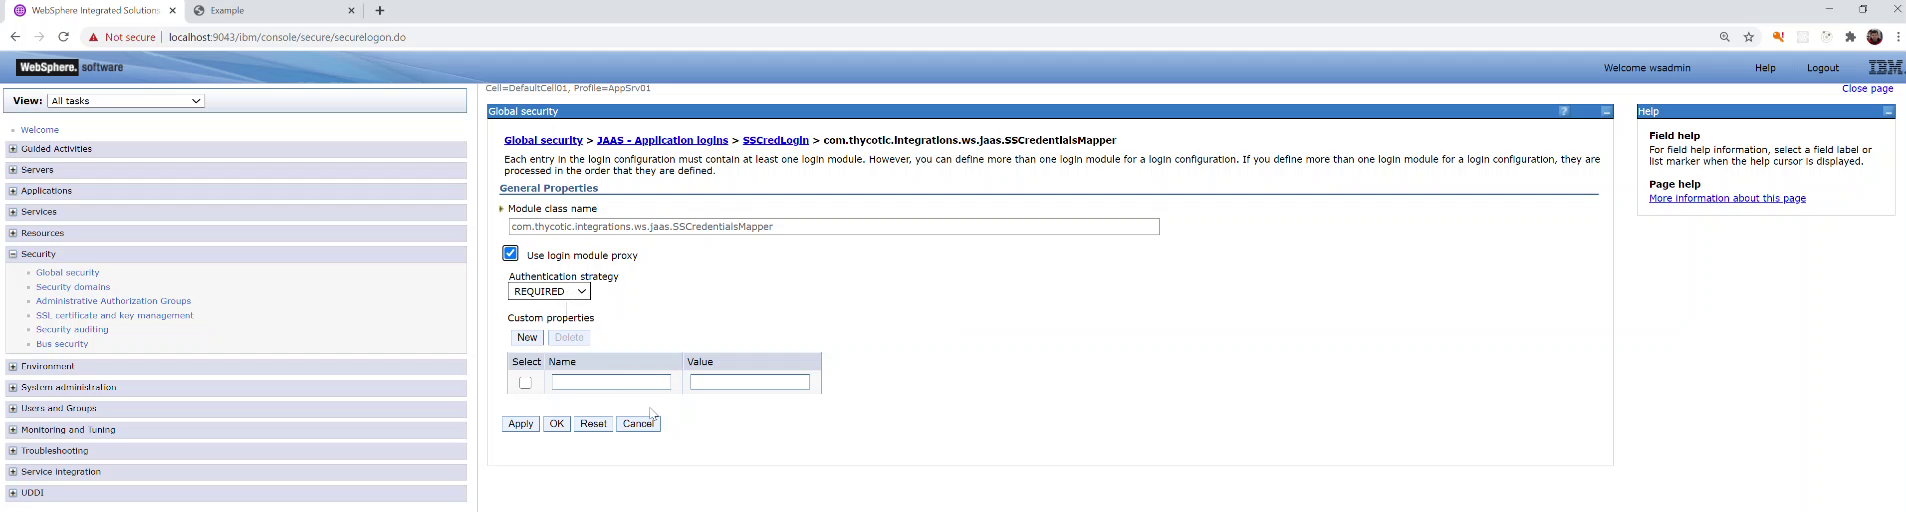 WebSphere Integrated Solutions
Example
Not secure
localhost:9043/ibm/console/secure/securelogon.do
WebSphere. software
Welcome wsadmin
Help
Logout
IBM.
View: All tasks
Cell=DefaultCell01, Profile=AppSrv01
Close page
Welcome
Guided Activities
Servers
Applications
Services
Resources
Security
Global security
Security domains
Administrative Authorization Groups
SSL certificate and key management
Security auditing
Bus security
Environment
System administration
Users and Groups
Monitoring and Tuning
Troubleshooting
Service integration
UDDI
Global security
?
Global security > JAAS - Application logins > SSCredLogin > com.thycotic.integrations.ws.jaas.SSCredentialsMapper
Each entry in the login configuration must contain at least one login module. However, you can define more than one login module for a login configuration. If you define more than one login module for a login configuration, they are
processed in the order that they are defined.
General Properties
Module class name
com.thycotic.integrations.ws.jaas.SSCredentialsMapper
Use login module proxy
Authentication strategy
REQUIRED
Custom properties
New Delete
Select Name Value
Apply OK Reset Cancel
Help
Field help
For field help information, select a field label or
list marker when the help cursor is displayed.
Page help
More information about this page